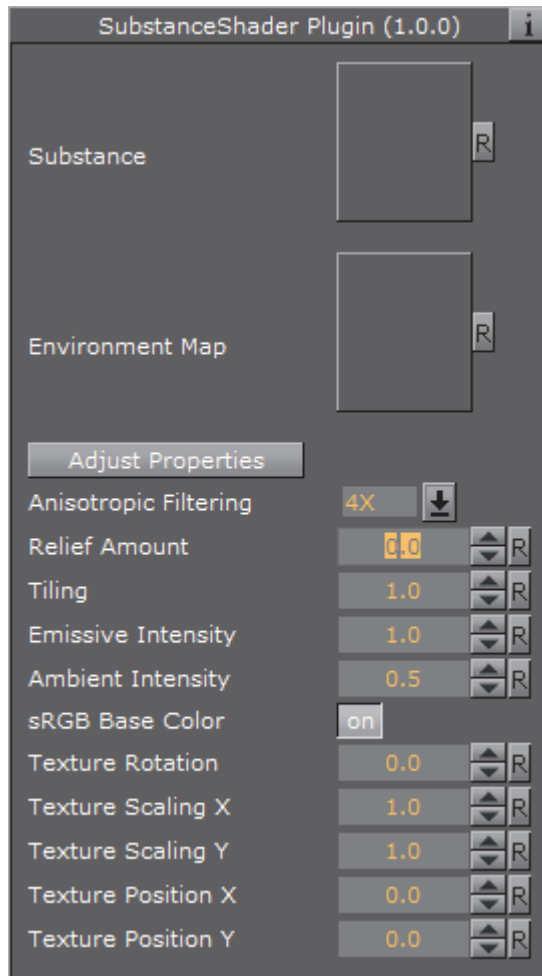 SubstanceShader Plugin (1.0.0) i
Substance R
Environment Map R
Adjust Properties
Anisotropic Filtering 4X
Relief Amount 0.0 R
Tiling 1.0 R
Emissive Intensity 1.0 R
Ambient Intensity 0.5 R
sRGB Base Color on
Texture Rotation 0.0 R
Texture Scaling X 1.0 R
Texture Scaling Y 1.0 R
Texture Position X 0.0 R
Texture Position Y 0.0 R